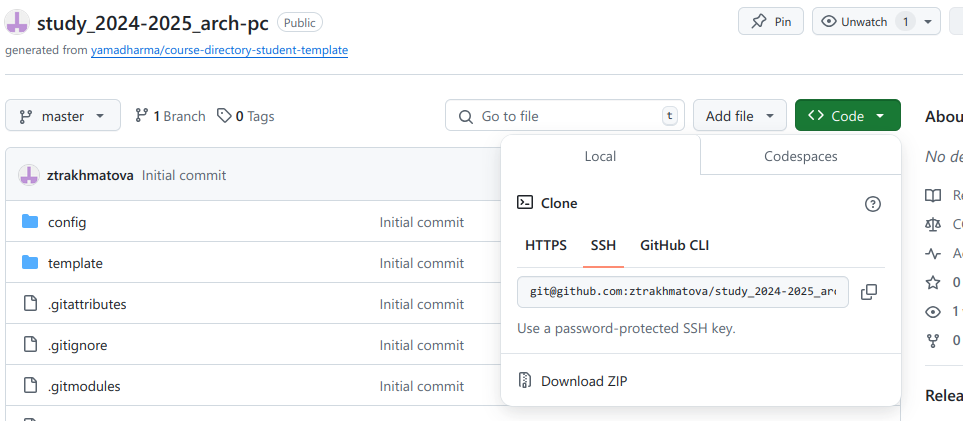 study_2024-2025_arch-pc Public
Pin
Unwatch 1
generated from yamadharma/course-directory-student-template
master
1 Branch
0 Tags
Go to file t
Add file
Code
Local
Codespaces
ztrakhmatova Initial commit
Clone
HTTPS SSH GitHub CLI
git@github.com:ztrakhmatova/study_2024-2025_arc
Use a password-protected SSH key.
Download ZIP
config Initial commit
template Initial commit
.gitattributes Initial commit
.gitignore Initial commit
.gitmodules Initial commit
Abou
No de
Re
0
1
0
Relea